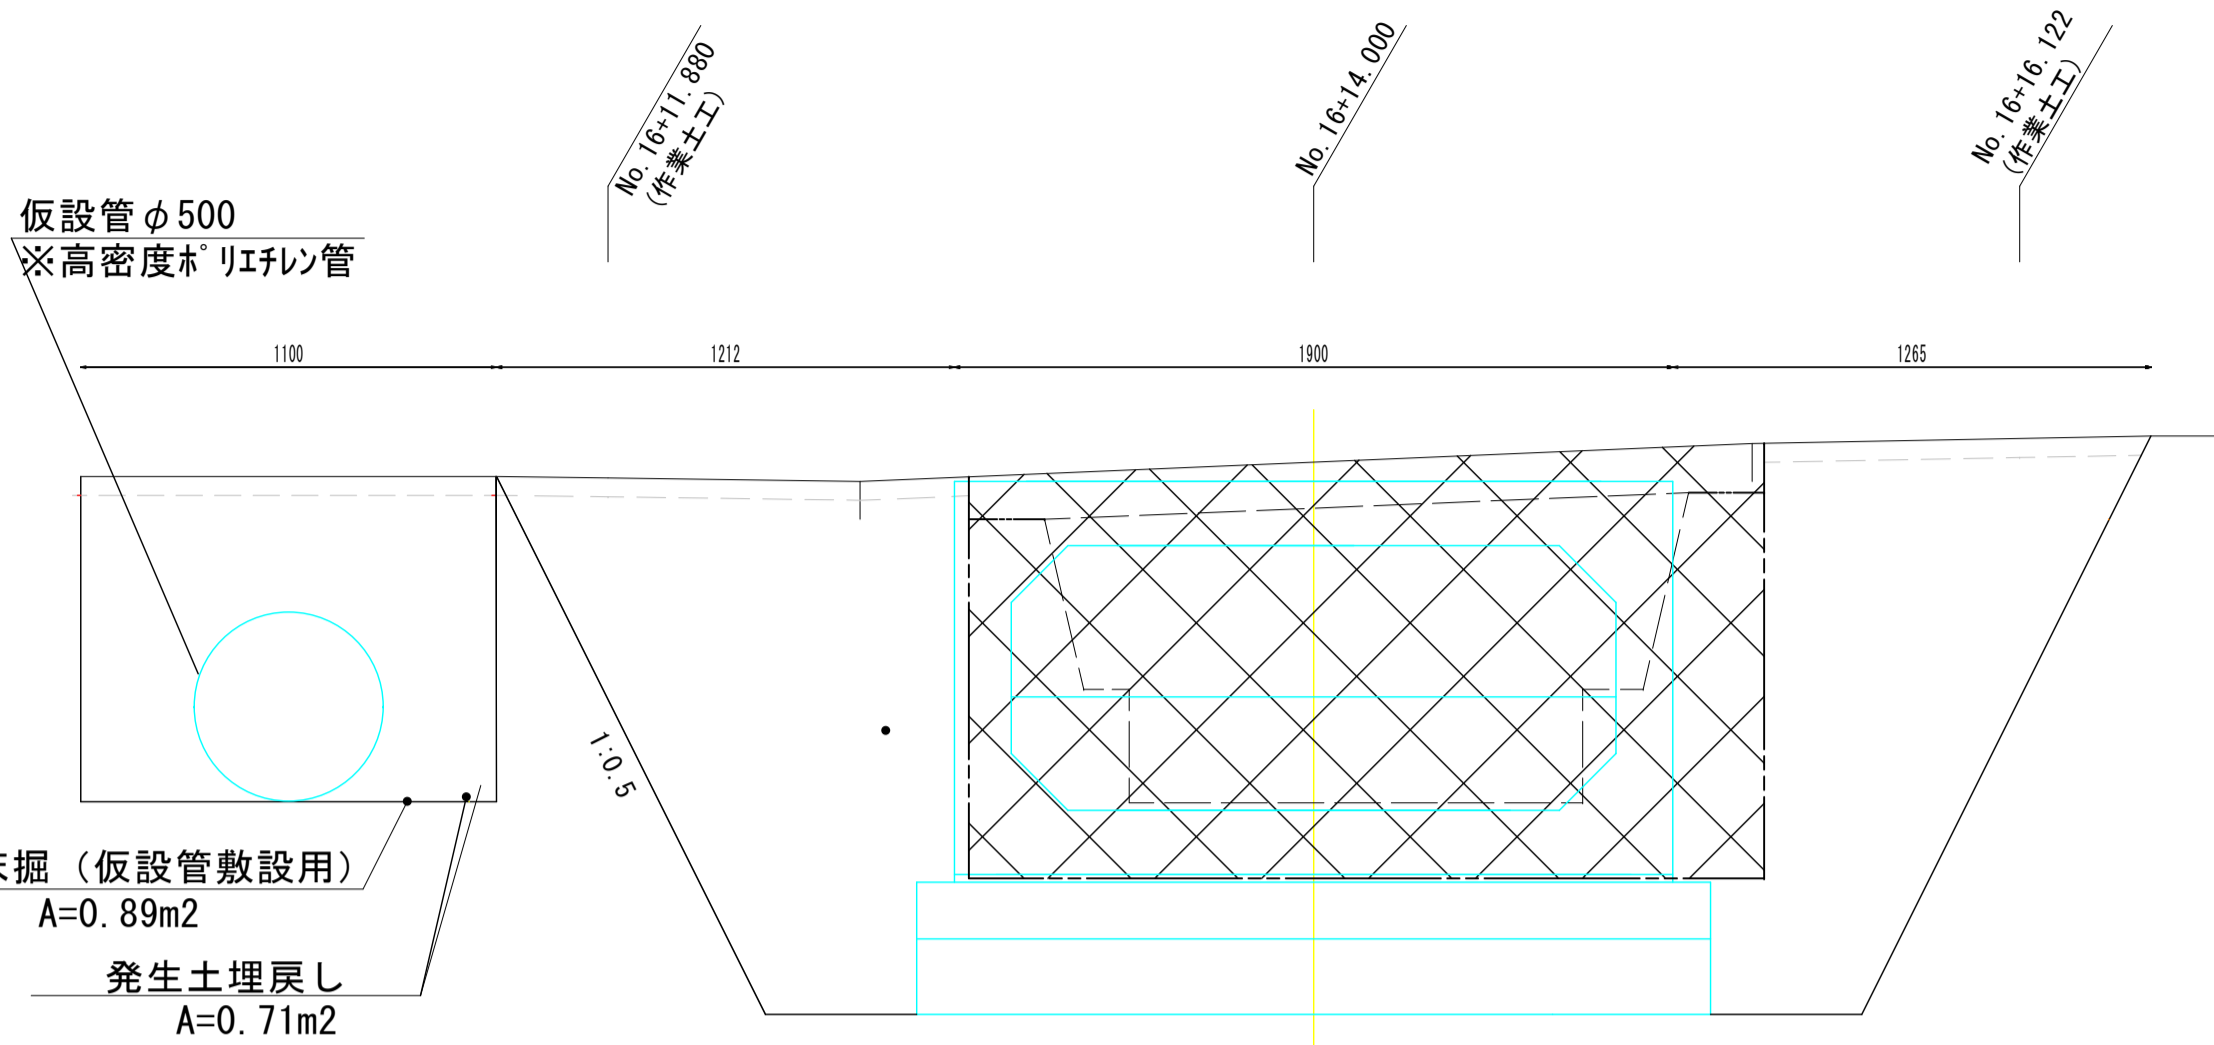 No. 16+11. 880
(作業土工)
No. 16+14. 000
No. 16+16. 122
(作業土工)
仮設管φ500
※高密度ﾎﾟﾘｴﾁﾚﾝ管
1100
1212
1900
1265
1:0.5
掘（仮設管敷設用）
A=0. 89m2
発生土埋戻し
A=0. 71m2